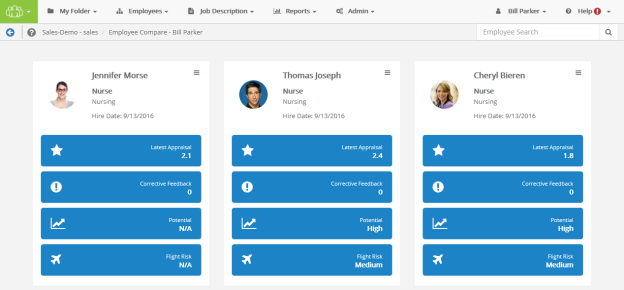 My Folder Employees Job Description Reports Admin Bill Parker Help
Sales-Demo - sales / Employee Compare - Bill Parker Employee Search
Jennifer Morse
Nurse
Nursing
Hire Date: 9/13/2016
Latest Appraisal
2.1
Corrective Feedback
0
Potential
N/A
Flight Risk
N/A
Thomas Joseph
Nurse
Nursing
Hire Date: 9/13/2016
Latest Appraisal
2.4
Corrective Feedback
0
Potential
High
Flight Risk
Medium
Cheryl Bieren
Nurse
Nursing
Hire Date: 9/13/2016
Latest Appraisal
1.8
Corrective Feedback
0
Potential
High
Flight Risk
Medium